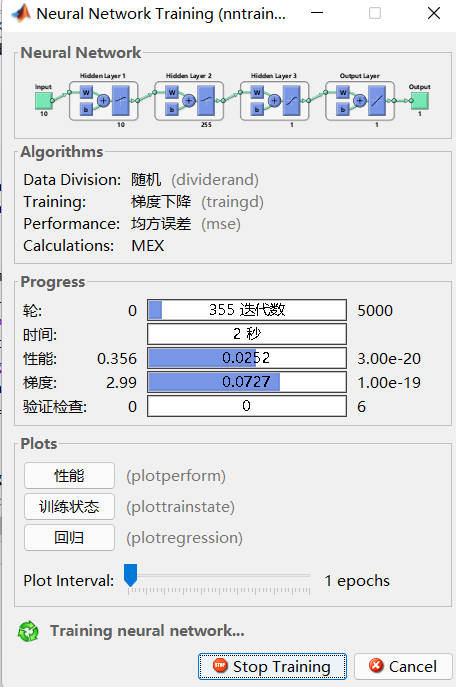 Neural Network Training (nntrain...
Neural Network
Hidden Layer 1 Hidden Layer 2 Hidden Layer 3 Output Layer
Input Output
W W W W
+ + + +
b b b b
10 10 255 1 1 1
Algorithms
Data Division: 随机 (dividerand)
Training: 梯度下降 (traingd)
Performance: 均方误差 (mse)
Calculations: MEX
Progress
轮: 0 355 迭代数 5000
时间: 2 秒
性能: 0.356 0.0252 3.00e-20
梯度: 2.99 0.0727 1.00e-19
验证检查: 0 0 6
Plots
性能 (plotperform)
训练状态 (plottrainstate)
回归 (plotregression)
Plot Interval: 1 epochs
Training neural network...
STOP Stop Training Cancel